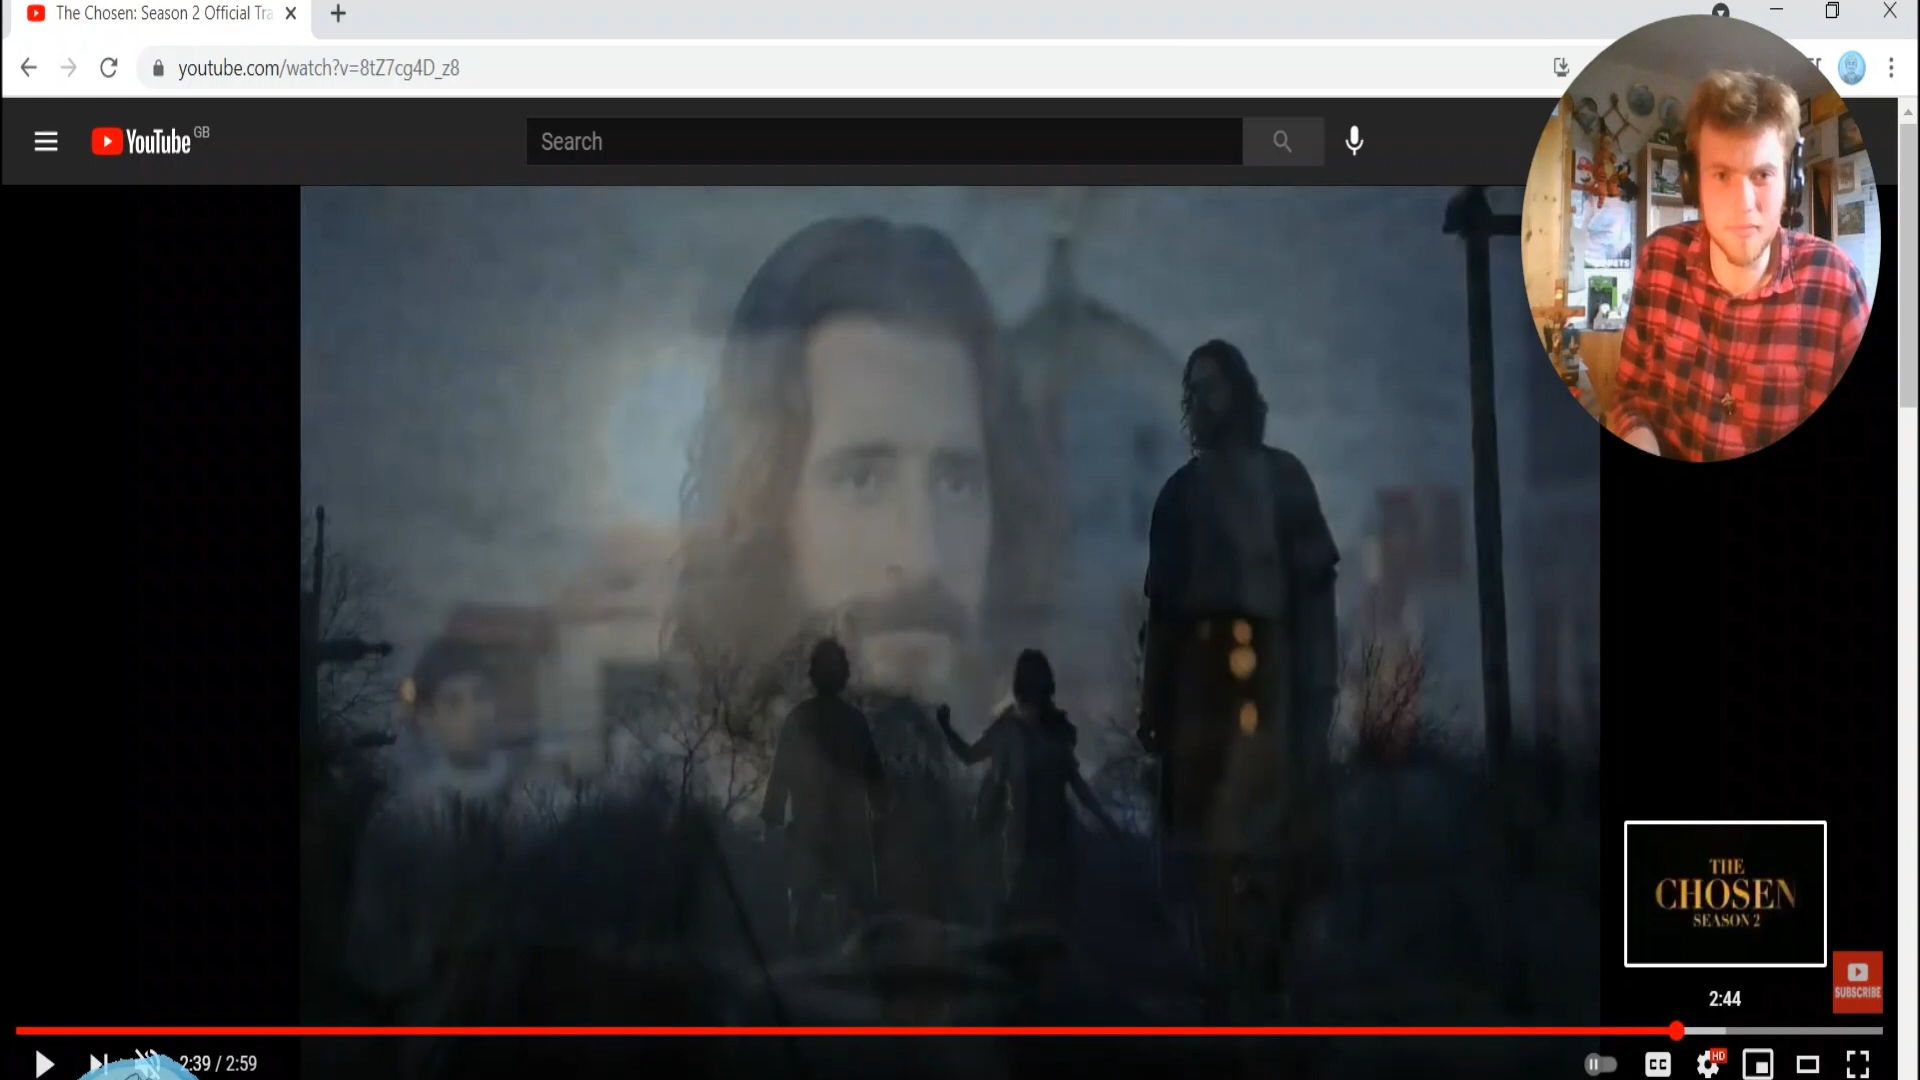 The Chosen: Season 2 Official Tra
youtube.com/watch?v=8tZ7cg4D_z8
YouTube GB
Search
THE
CHOSEN
SEASON 2
SUBSCRIBE
2:44
2:39 / 2:59
CC
HD